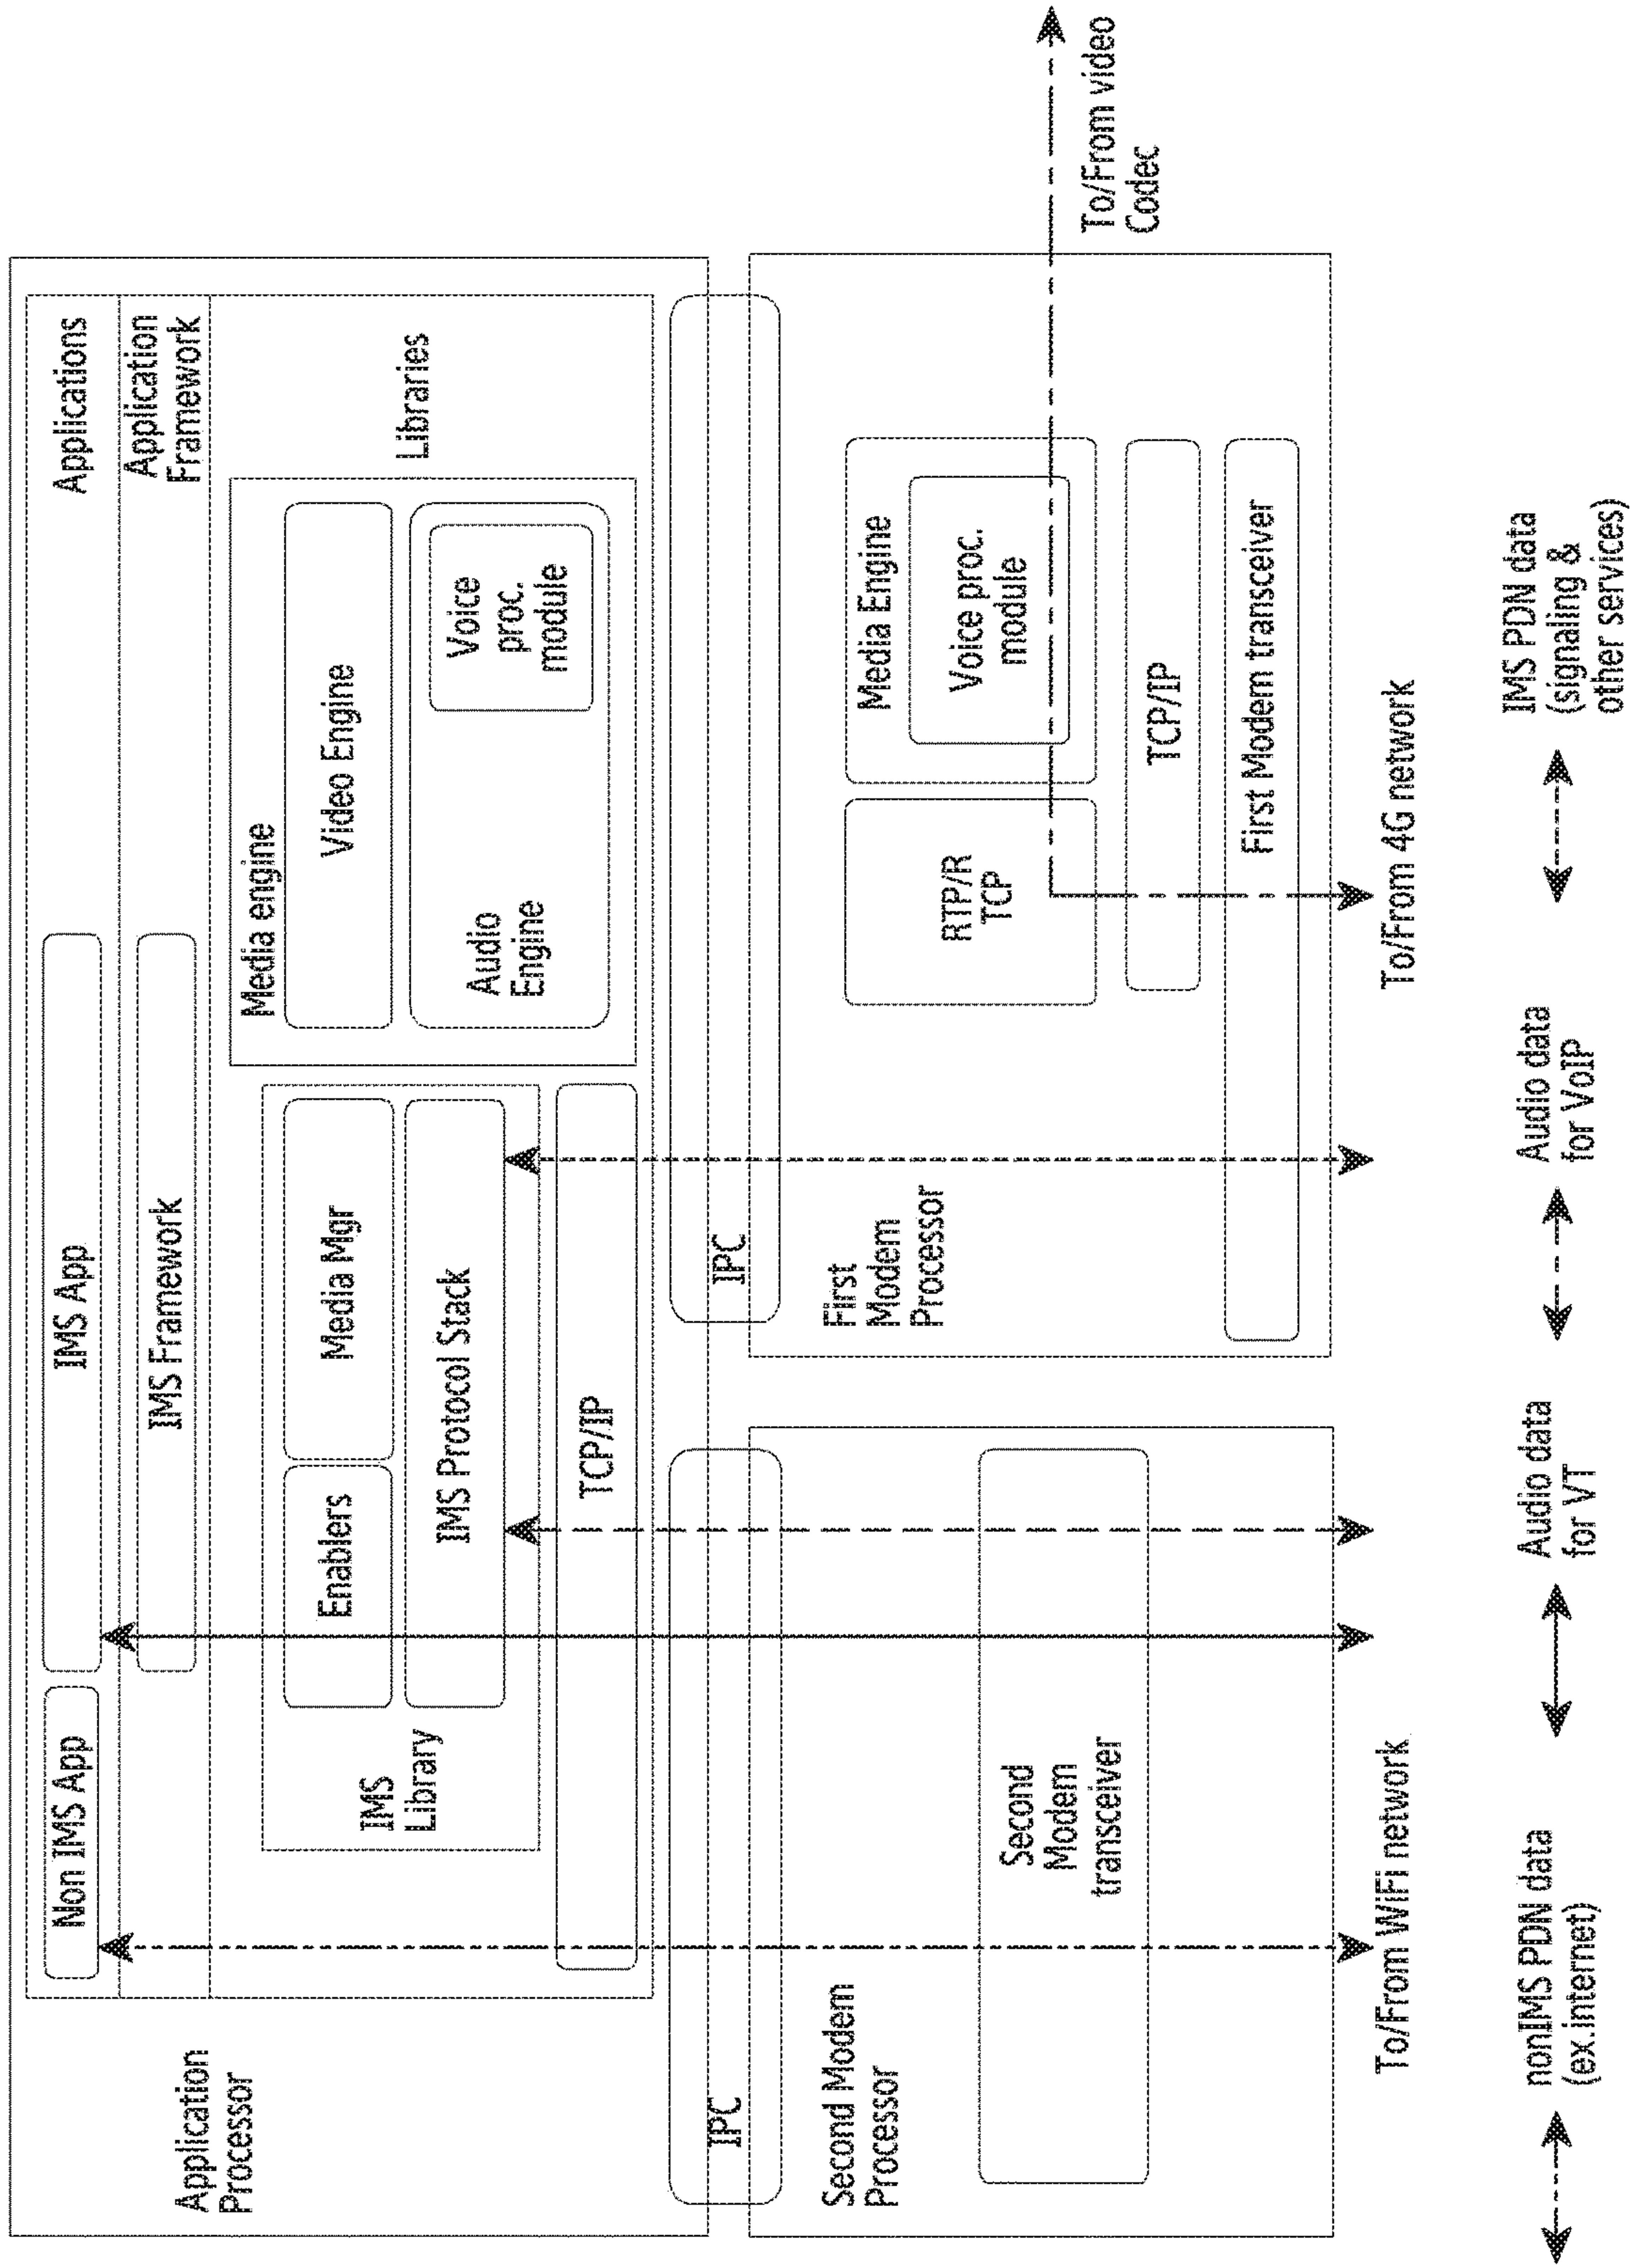 Application
Processor
Non IMS App
IMS App
Applications
IMS Framework
Application
Framework
IMS
Library
Enablers
Media Mgr
IMS Protocol Stack
TCP/IP
Media engine
Video Engine
Audio
Engine
Voice
proc.
module
Libraries
IPC
IPC
Second Modem
Processor
Second
Modem
transceiver
First
Modem
Processor
RTP/R
TCP
Media Engine
Voice proc.
module
TCP/IP
First Modem transceiver
To/From video
Codec
To/From WiFi network
To/From 4G network
nonIMS PDN data
(ex.internet)
Audio data
for VT
Audio data
for VoIP
IMS PDN data
(signaling &
other services)